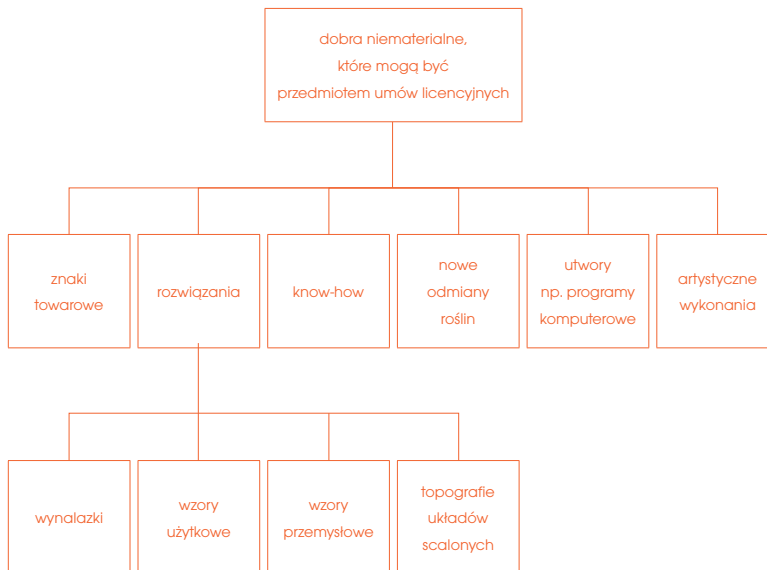 dobra niematerialne,
które mogą być
przedmiotem umów licencyjnych
znaki
towarowe
rozwiązania
know-how
nowe
odmiany
roślin
utwory
np. programy
komputerowe
artystyczne
wykonania
wynalazki
wzory
użytkowe
wzory
przemysłowe
topografie
układów
scalonych